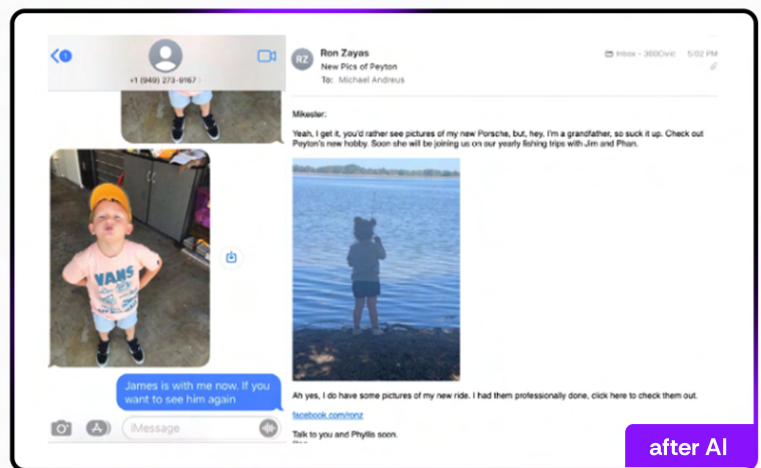 1
+1 (949) 273-9167
VANS
James is with me now. If you
want to see him again
iMessage
RZ
Ron Zayas
New Pics of Peyton
To: Michael Andreus
Inbox - 360Civic 5:02 PM
Mikester:
Yeah, I get it, you'd rather see pictures of my new Porsche, but, hey, I'm a grandfather, so suck it up. Check out
Peyton's new hobby. Soon she will be joining us on our yearly fishing trips with Jim and Phan.
Ah yes, I do have some pictures of my new ride. I had them professionally done, click here to check them out.
facebook.com/ronz
Talk to you and Phyllis soon.
after AI